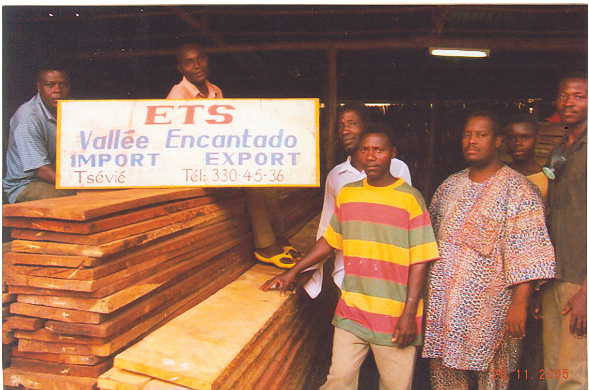 ETS
Vallée Encantado
IMPORT EXPORT
Tsévié Tél: 330-45-36